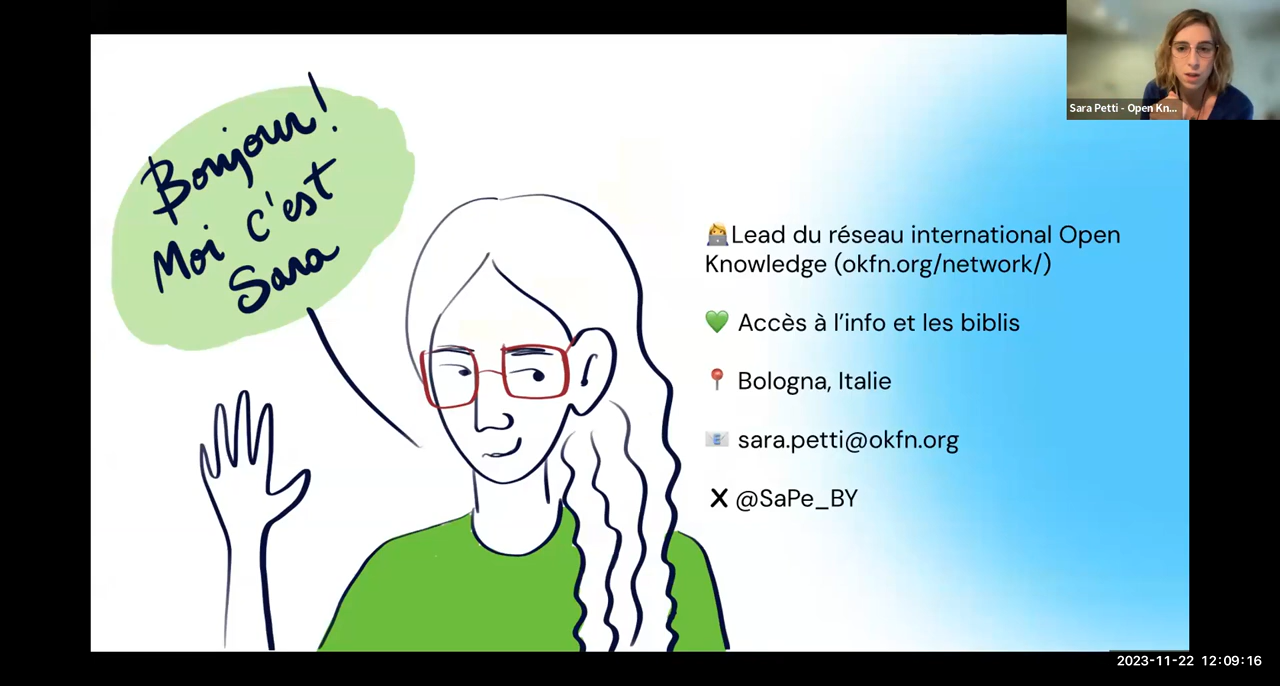 Bonjour!
Moi c'est
Sara
Lead du réseau international Open
Knowledge (okfn.org/network/)
Accès à l'info et les biblis
Bologna, Italie
sara.petti@okfn.org
X @SaPe_BY
Sara Petti - Open Kn...
2023-11-22 12:09:16